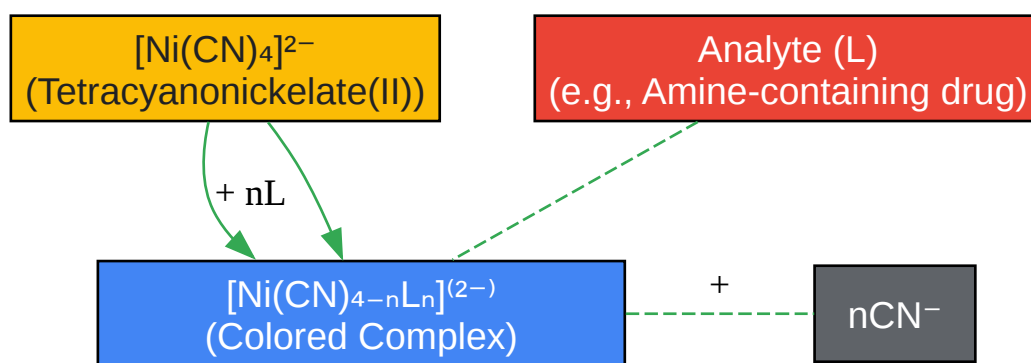 [Ni(CN)₄]²⁻
(Tetracyanonickelate(II))
Analyte (L)
(e.g., Amine-containing drug)
+ nL
[Ni(CN)₄₋ₙLₙ]⁽²⁻⁾
(Colored Complex)
+
nCN⁻